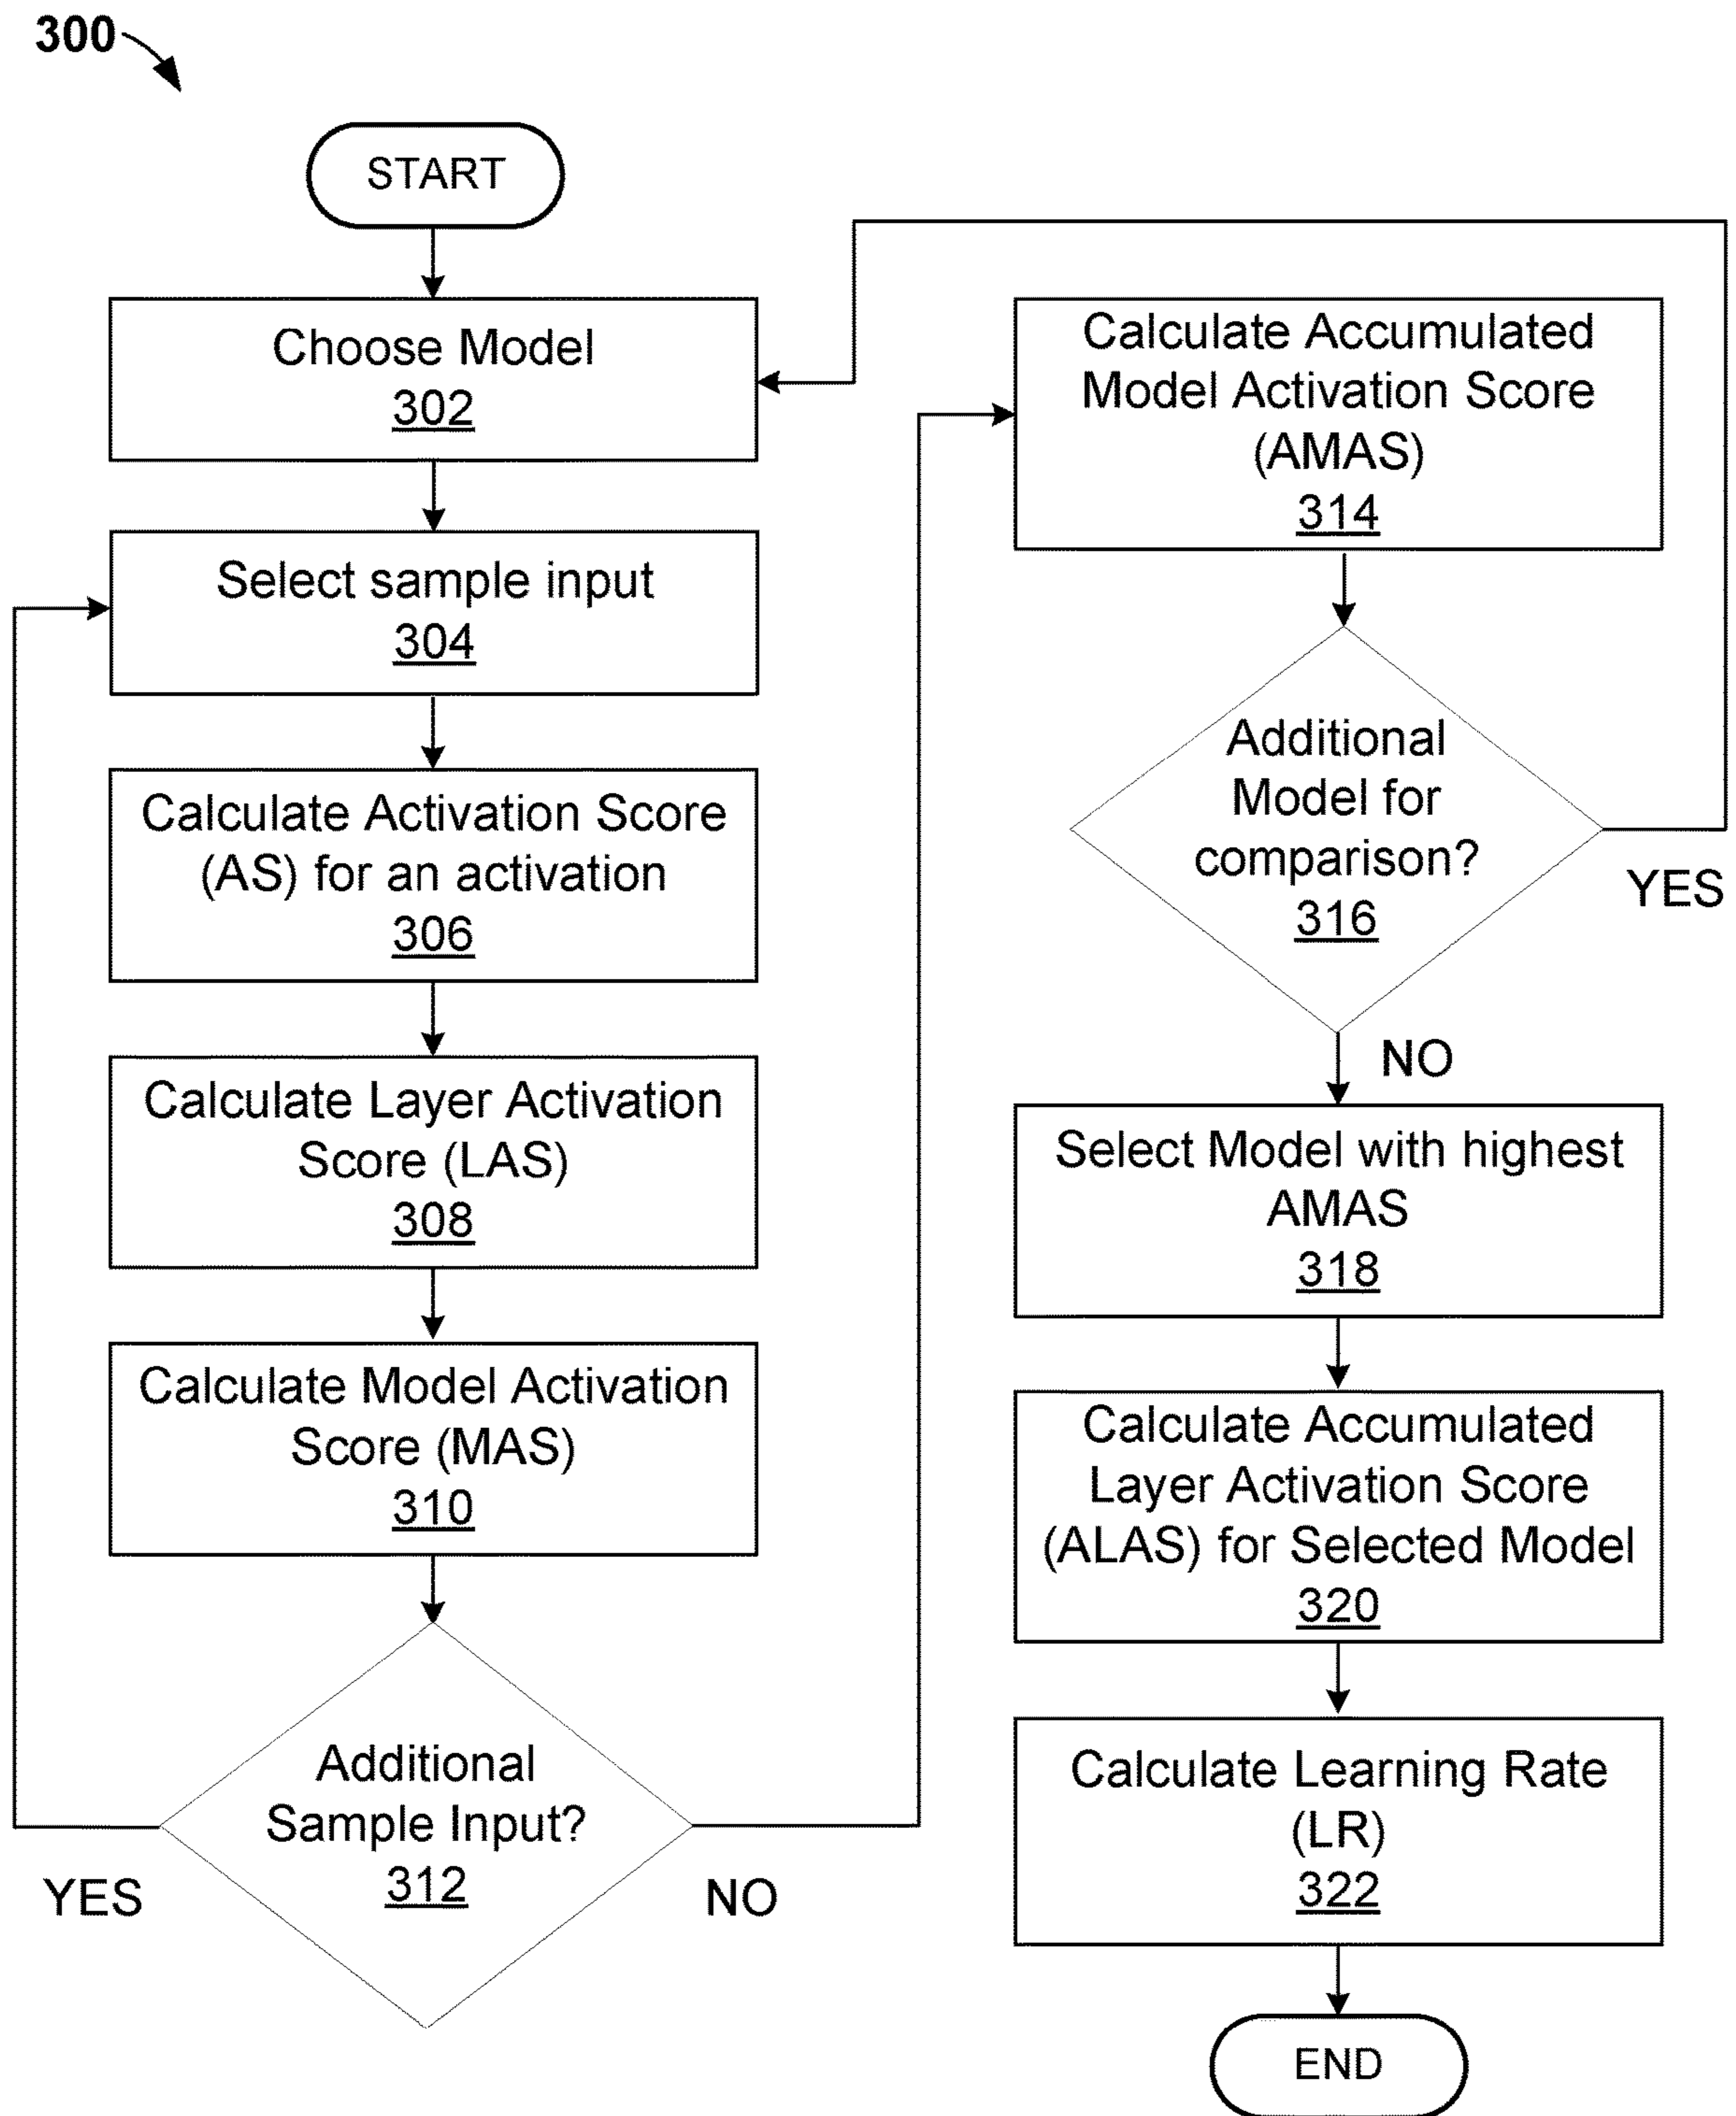 300
START
Choose Model
302
Select sample input
304
Calculate Activation Score
(AS) for an activation
306
Calculate Layer Activation
Score (LAS)
308
Calculate Model Activation
Score (MAS)
310
Additional
Sample Input?
312
YES
NO
Calculate Accumulated
Model Activation Score
(AMAS)
314
Additional
Model for
comparison?
316
YES
NO
Select Model with highest
AMAS
318
Calculate Accumulated
Layer Activation Score
(ALAS) for Selected Model
320
Calculate Learning Rate
(LR)
322
END